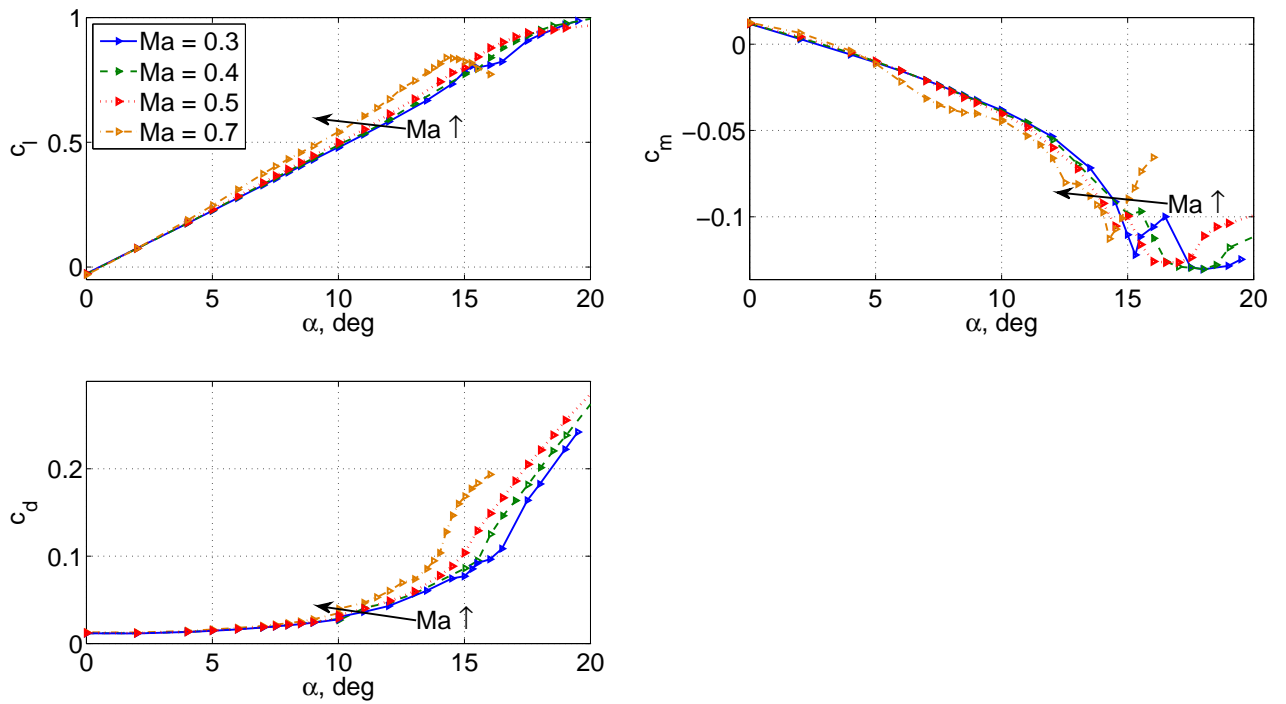 1
0.5
0
c_l
Ma = 0.3
Ma = 0.4
Ma = 0.5
Ma = 0.7
Ma ↑
0 5 10 15 20
α, deg
0
−0.05
−0.1
c_m
Ma ↑
0 5 10 15 20
α, deg
0.2
0.1
0
c_d
Ma ↑
0 5 10 15 20
α, deg